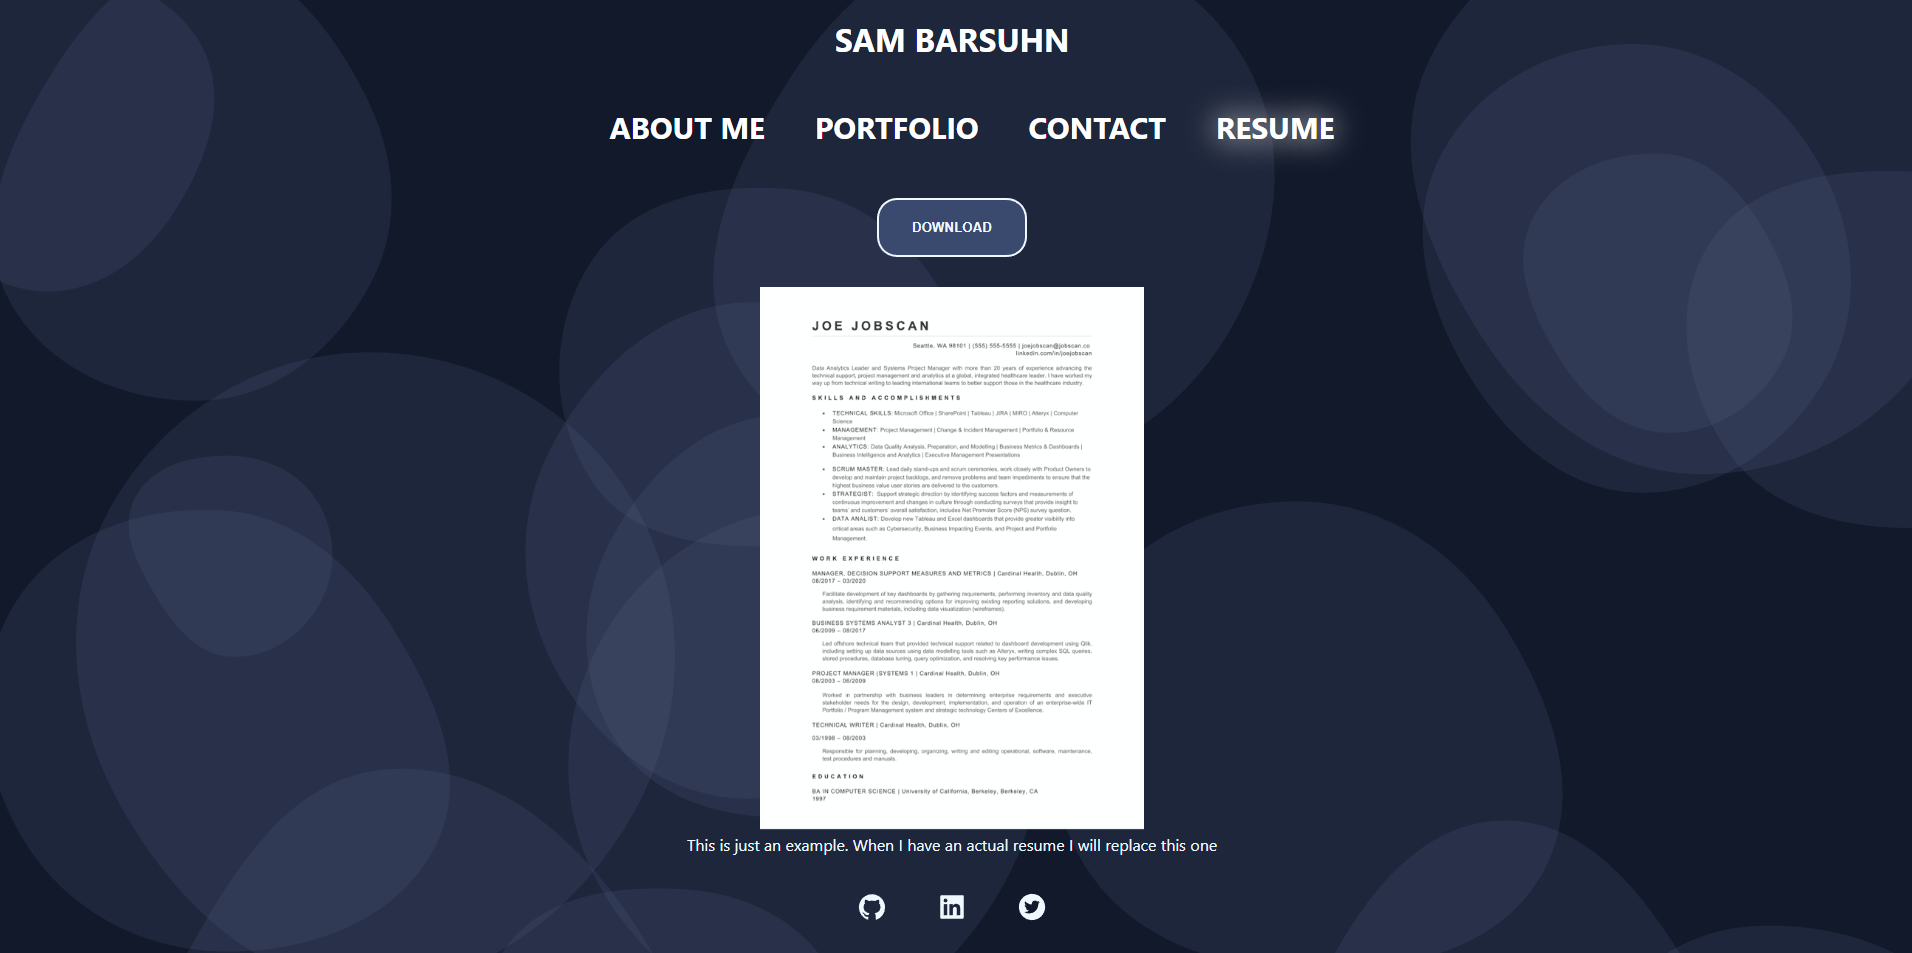 SAM BARSUHN
ABOUT ME
PORTFOLIO
CONTACT
RESUME
DOWNLOAD
JOE JOBSCAN
Seattle, WA 98101 | (555) 555-5555 | joejobscan@jobscan.co
linkedin.com/in/joejobscan
Data Analytics Leader and Systems Project Manager with more than 20 years of experience advancing the
technical support, project management and analytics at a global, integrated healthcare leader. I have worked my
way up from technical writing to leading international teams to better support those in the healthcare industry.
SKILLS AND ACCOMPLISHMENTS
• TECHNICAL SKILLS: Microsoft Office | SharePoint | Tableau | JIRA | MIRO | Alteryx | Computer
Science
• MANAGEMENT: Project Management | Change & Incident Management | Portfolio & Resource
Management
• ANALYTICS: Data Quality Analysis, Preparation, and Modelling | Business Metrics & Dashboards |
Business Intelligence and Analytics | Executive Management Presentations
• SCRUM MASTER: Lead daily stand-ups and scrum ceremonies, work closely with Product Owners to
develop and maintain project backlogs, and remove problems and team impediments to ensure that the
highest business value user stories are delivered to the customers.
• STRATEGIST: Support strategic direction by identifying success factors and measurements of
continuous improvement and changes in culture through conducting surveys that provide insight to
teams' and customers' overall satisfaction, includes Net Promoter Score (NPS) survey question.
• DATA ANALIST: Develop new Tableau and Excel dashboards that provide greater visibility into
critical areas such as Cybersecurity, Business Impacting Events, and Project and Portfolio
Management.
WORK EXPERIENCE
MANAGER, DECISION SUPPORT MEASURES AND METRICS | Cardinal Health, Dublin, OH
08/2017 – 03/2020
Facilitate development of key dashboards by gathering requirements, performing inventory and data quality
analysis, identifying and recommending options for improving existing reporting solutions, and developing
business requirement materials, including data visualization (wireframes).
BUSINESS SYSTEMS ANALYST 3 | Cardinal Health, Dublin, OH
06/2009 – 08/2017
Led offshore technical team that provided technical support related to dashboard development using Qlik,
including setting up data sources using data modelling tools such as Alteryx, writing complex SQL queries,
stored procedures, database tuning, query optimization, and resolving key performance issues.
PROJECT MANAGER (SYSTEMS 1 | Cardinal Health, Dublin, OH
08/2003 – 06/2009
Worked in partnership with business leaders in determining enterprise requirements and executive
stakeholder needs for the design, development, implementation, and operation of an enterprise-wide IT
Portfolio / Program Management system and strategic technology Centers of Excellence.
TECHNICAL WRITER | Cardinal Health, Dublin, OH
03/1998 – 08/2003
Responsible for planning, developing, organizing, writing and editing operational, software, maintenance,
test procedures and manuals.
EDUCATION
BA IN COMPUTER SCIENCE | University of California, Berkeley, Berkeley, CA
1997
This is just an example. When I have an actual resume I will replace this one
in